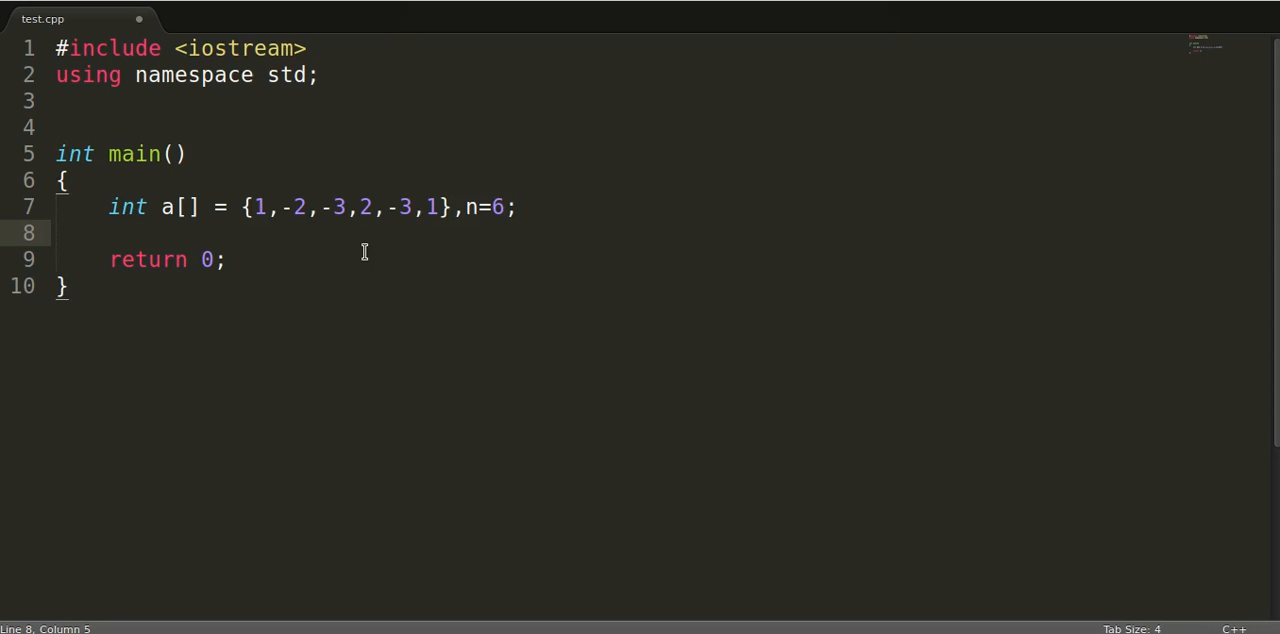 test.cpp
1 #include <iostream>
2 using namespace std;
3
4
5 int main()
6 {
7 int a[] = {1,-2,-3,2,-3,1},n=6;
8
9 return 0;
10 }
Line 8, Column 5 Tab Size: 4 C++